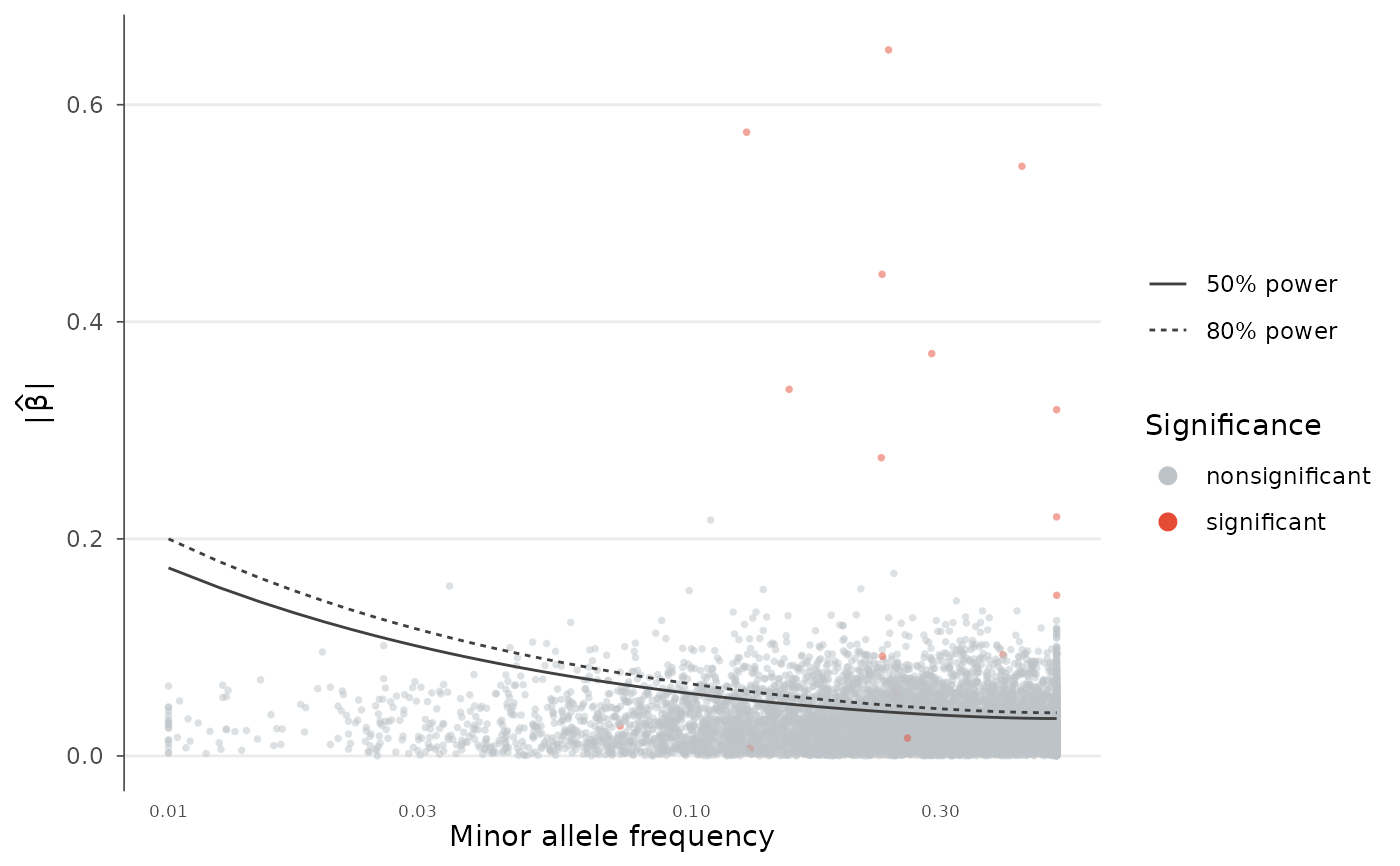 0.6
0.4
0.2
0.0
|β̂|
0.01
0.03
0.10
0.30
Minor allele frequency
50% power
80% power
Significance
nonsignificant
significant